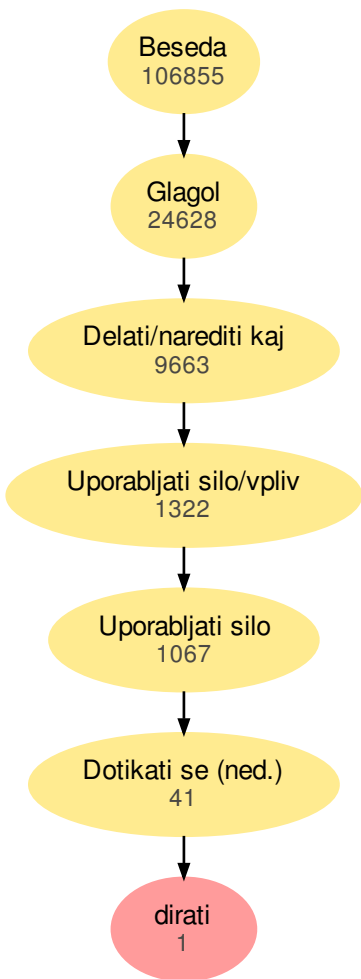 Beseda
106855
Glagol
24628
Delati/narediti kaj
9663
Uporabljati silo/vpliv
1322
Uporabljati silo
1067
Dotikati se (ned.)
41
dirati
1